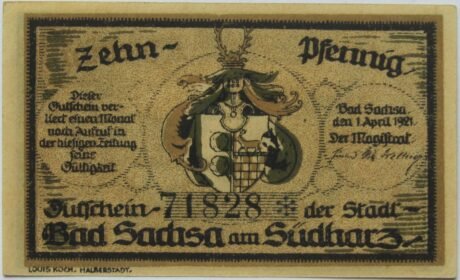 Zehn- Pfennig
Dieser
Gutschein ver-
liert einen Monat
nach Aufruf in
der hiesigen Zeitung
seine
Gültigkeit
Bad Sachsa
den 1. April 1921.
Der Magistrat
Gutschein- 71828 * der Stadt-
Bad Sachsa am Südharz.-
LOUIS KOCH, HALBERSTADT.